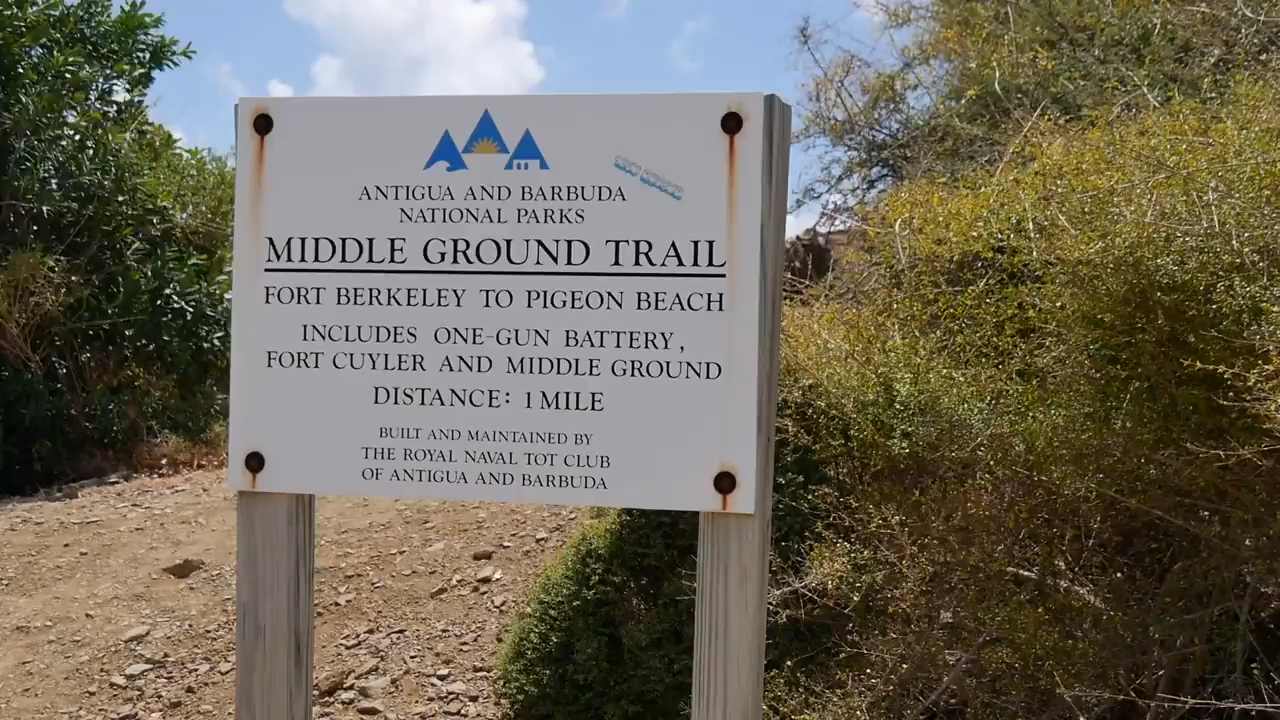 ANTIGUA AND BARBUDA
NATIONAL PARKS
MIDDLE GROUND TRAIL
FORT BERKELEY TO PIGEON BEACH
INCLUDES ONE-GUN BATTERY,
FORT CUYLER AND MIDDLE GROUND
DISTANCE: 1 MILE
BUILT AND MAINTAINED BY
THE ROYAL NAVAL TOT CLUB
OF ANTIGUA AND BARBUDA